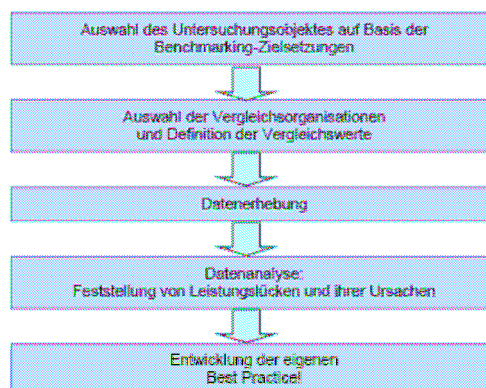 Auswahl des Untersuchungsobjektes auf Basis der
Benchmarking-Zielsetzungen
Auswahl der Vergleichsorganisationen
und Definition der Vergleichswerte
Datenerhebung
Datenanalyse:
Feststellung von Leistungslücken und ihrer Ursachen
Entwicklung der eigenen
Best Practice!